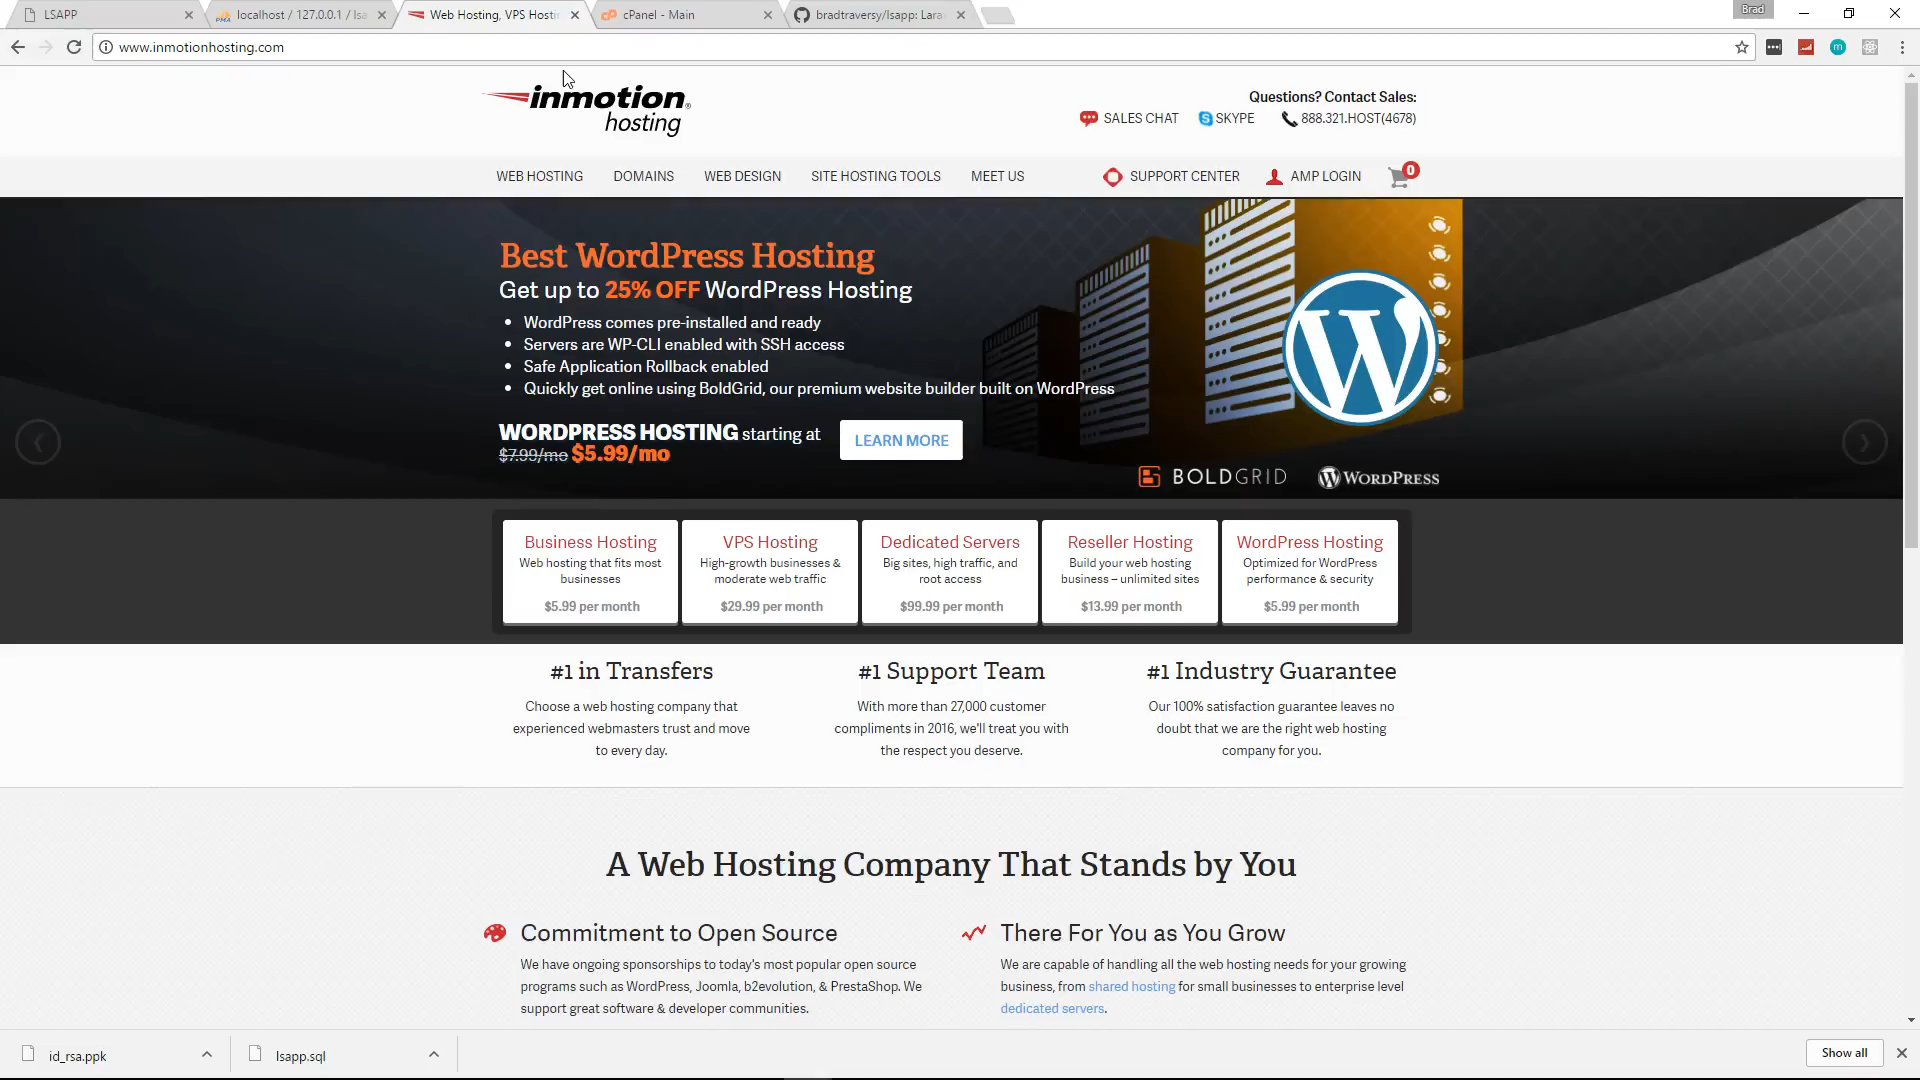 LSAPP
localhost / 127.0.0.1 / lsa
Web Hosting, VPS Hosti
cPanel - Main
bradtraversy/lsapp: Lara
Brad
www.inmotionhosting.com
inmotion
hosting
Questions? Contact Sales:
SALES CHAT
SKYPE
888.321.HOST(4678)
WEB HOSTING
DOMAINS
WEB DESIGN
SITE HOSTING TOOLS
MEET US
SUPPORT CENTER
AMP LOGIN
0
Best WordPress Hosting
Get up to 25% OFF WordPress Hosting
• WordPress comes pre-installed and ready
• Servers are WP-CLI enabled with SSH access
• Safe Application Rollback enabled
• Quickly get online using BoldGrid, our premium website builder built on WordPress
WORDPRESS HOSTING starting at
$7.99/mo $5.99/mo
LEARN MORE
BOLDGRID
WORDPRESS
Business Hosting
Web hosting that fits most
businesses
$5.99 per month
VPS Hosting
High-growth businesses &
moderate web traffic
$29.99 per month
Dedicated Servers
Big sites, high traffic, and
root access
$99.99 per month
Reseller Hosting
Build your web hosting
business – unlimited sites
$13.99 per month
WordPress Hosting
Optimized for WordPress
performance & security
$5.99 per month
#1 in Transfers
Choose a web hosting company that
experienced webmasters trust and move
to every day.
#1 Support Team
With more than 27,000 customer
compliments in 2016, we'll treat you with
the respect you deserve.
#1 Industry Guarantee
Our 100% satisfaction guarantee leaves no
doubt that we are the right web hosting
company for you.
A Web Hosting Company That Stands by You
Commitment to Open Source
We have ongoing sponsorships to today's most popular open source
programs such as WordPress, Joomla, b2evolution, & PrestaShop. We
support great software & developer communities.
There For You as You Grow
We are capable of handling all the web hosting needs for your growing
business, from shared hosting for small businesses to enterprise level
dedicated servers.
id_rsa.ppk
lsapp.sql
Show all